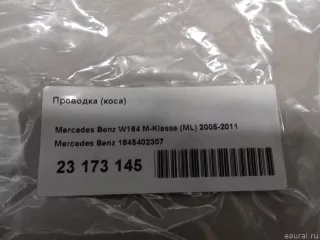 Проводка (коса)
Mercedes Benz W164 M-Klasse (ML) 2005-2011
Mercedes Benz 1645402307
23 173 145
© eaural.ru